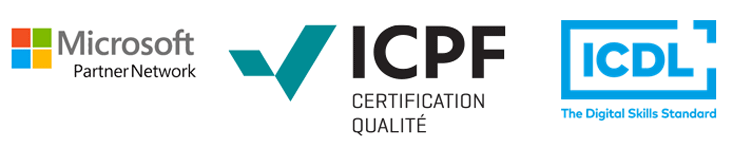 Microsoft
Partner Network
ICPF
CERTIFICATION
QUALITÉ
ICDL
The Digital Skills Standard